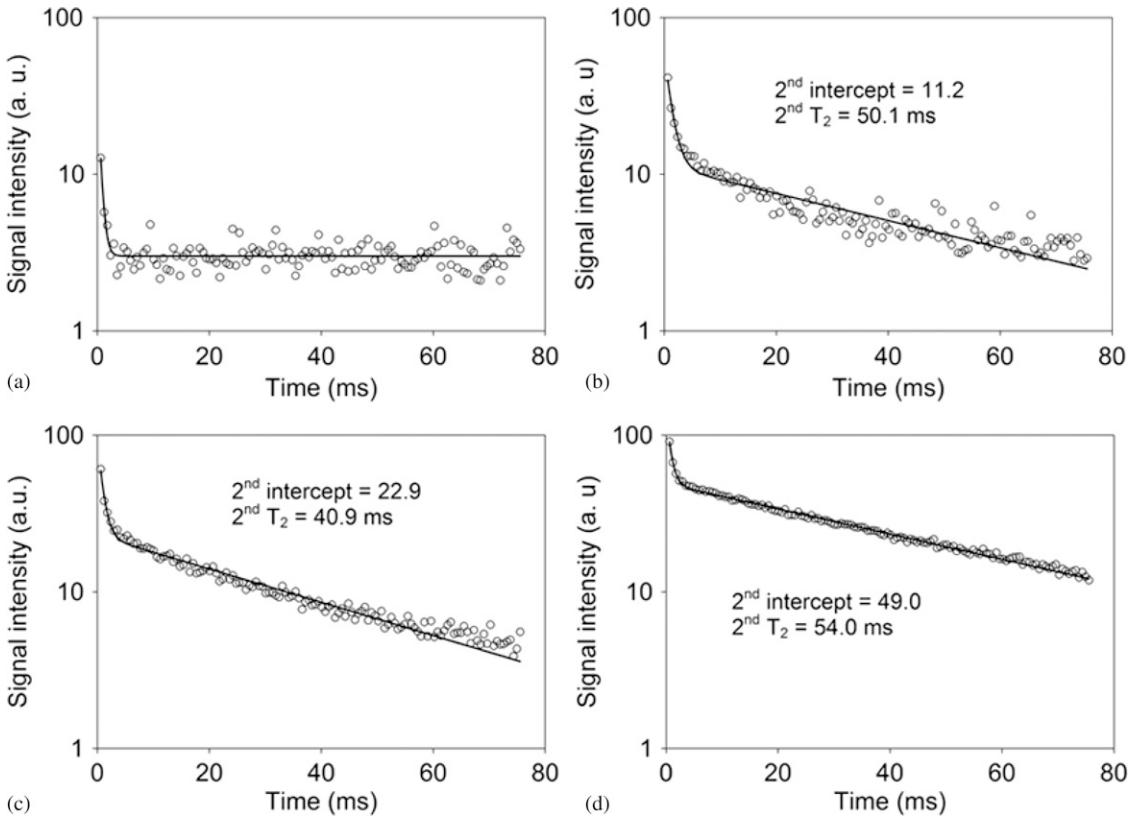 (a)
Signal intensity (a. u.)
100
10
1
0 20 40 60 80
Time (ms)
(b)
Signal intensity (a. u)
100
10
1
2nd intercept = 11.2
2nd T2 = 50.1 ms
0 20 40 60 80
Time (ms)
(c)
Signal intensity (a.u.)
100
10
1
2nd intercept = 22.9
2nd T2 = 40.9 ms
0 20 40 60 80
Time (ms)
(d)
Signal intensity (a. u)
100
10
1
2nd intercept = 49.0
2nd T2 = 54.0 ms
0 20 40 60 80
Time (ms)